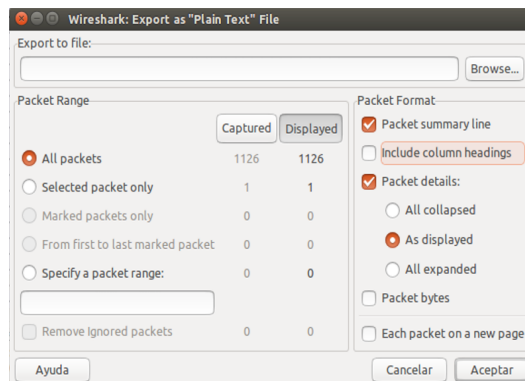 Wireshark: Export as "Plain Text" File
Export to file:
Browse...
Packet Range
Captured Displayed
All packets 1126 1126
Selected packet only 1 1
Marked packets only 0 0
From first to last marked packet 0 0
Specify a packet range: 0 0
Remove Ignored packets 0 0
Packet Format
Packet summary line
Include column headings
Packet details:
All collapsed
As displayed
All expanded
Packet bytes
Each packet on a new page
Ayuda
Cancelar
Aceptar